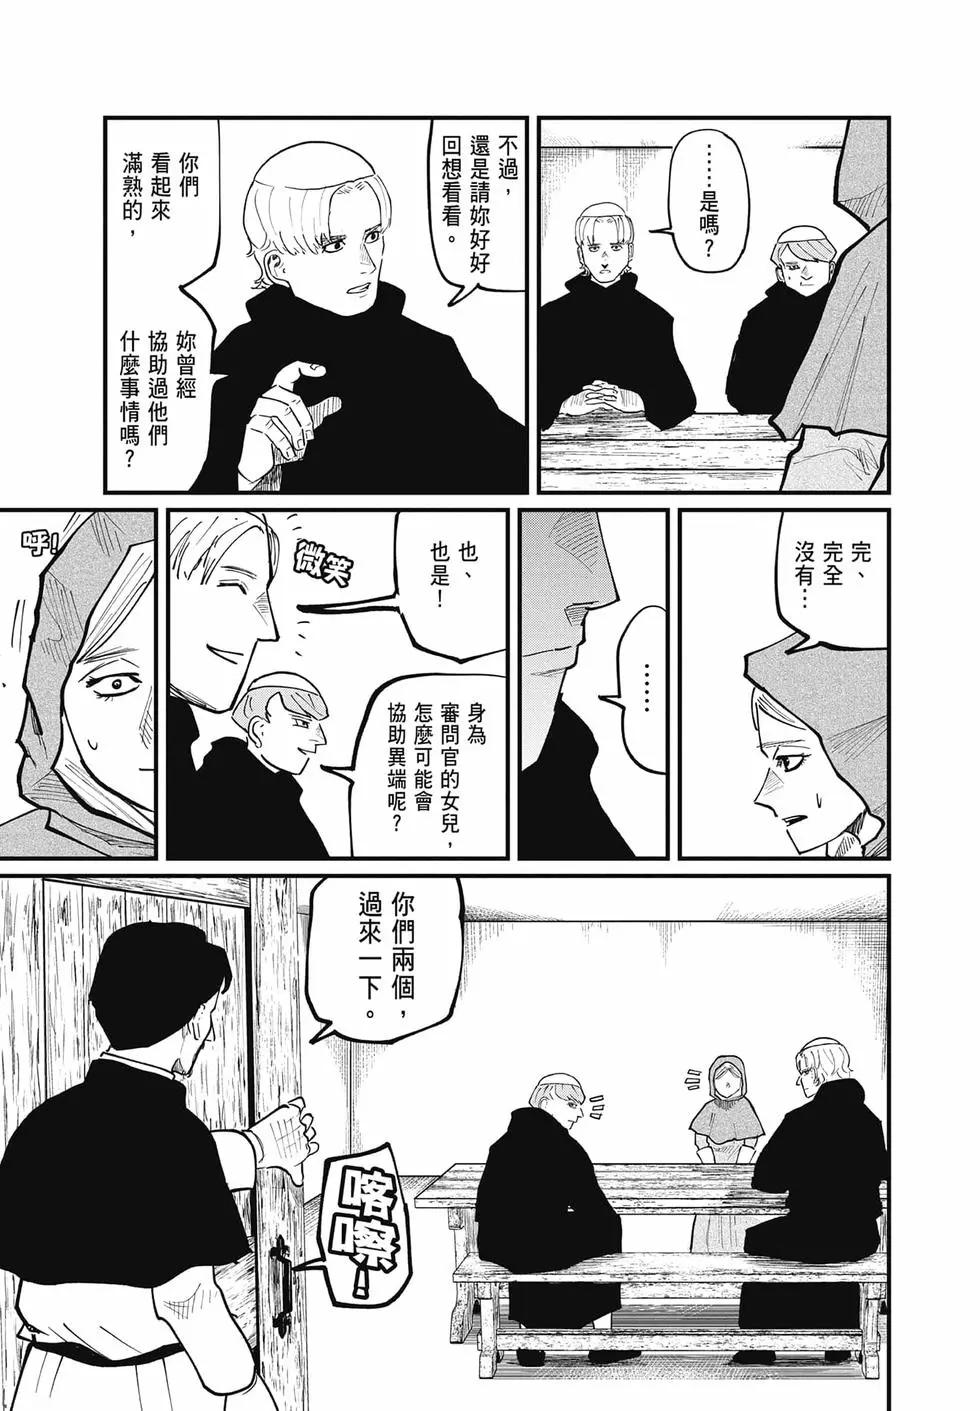 ……是嗎？
不過，
還是請妳好好
回想看看。
你們
看起來
滿熟的，
妳曾經
協助過他們
什麼事情嗎？
完、
完全
沒有…
……
也、
也是！
微笑
身為
審問官的女兒，
怎麼可能會
協助異端呢？
呼！
你們兩個，
過來一下。
喀嚓！